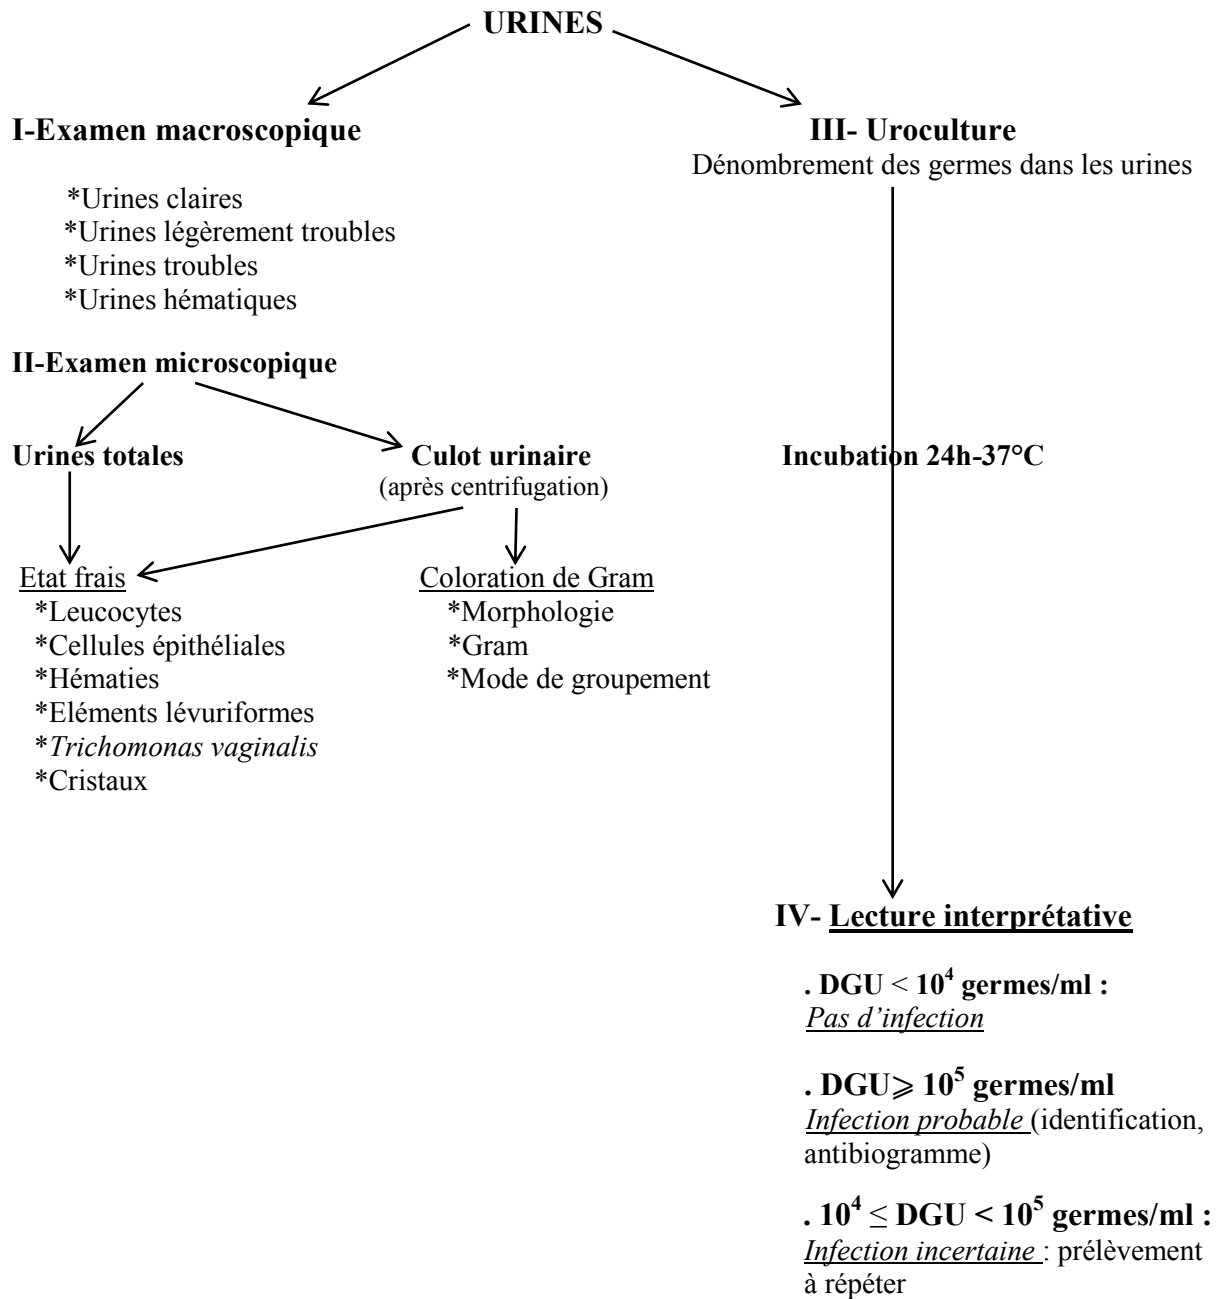 URINES
I-Examen macroscopique
*Urines claires
*Urines légèrement troubles
*Urines troubles
*Urines hématiques
II-Examen microscopique
Urines totales
Culot urinaire
(après centrifugation)
Etat frais
*Leucocytes
*Cellules épithéliales
*Hématies
*Eléments lévuriformes
*Trichomonas vaginalis
*Cristaux
Coloration de Gram
*Morphologie
*Gram
*Mode de groupement
III- Uroculture
Dénombrement des germes dans les urines
Incubation 24h-37°C
IV- Lecture interprétative
. DGU < 10⁴ germes/ml :
Pas d’infection
. DGU⩾ 10⁵ germes/ml
Infection probable (identification,
antibiogramme)
. 10⁴ ≤ DGU < 10⁵ germes/ml :
Infection incertaine : prélèvement
à répéter